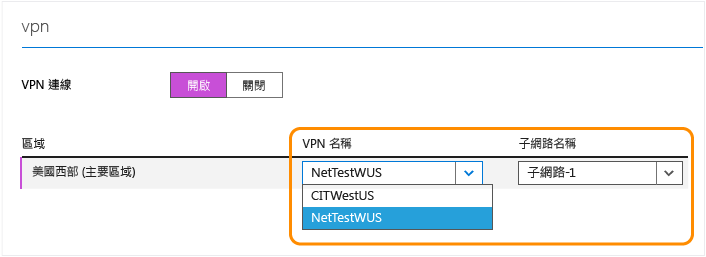 vpn
VPN 連線 開啟 關閉
區域 VPN 名稱 子網路名稱
美國西部 (主要區域) NetTestWUS 子網路-1
CITWestUS
NetTestWUS